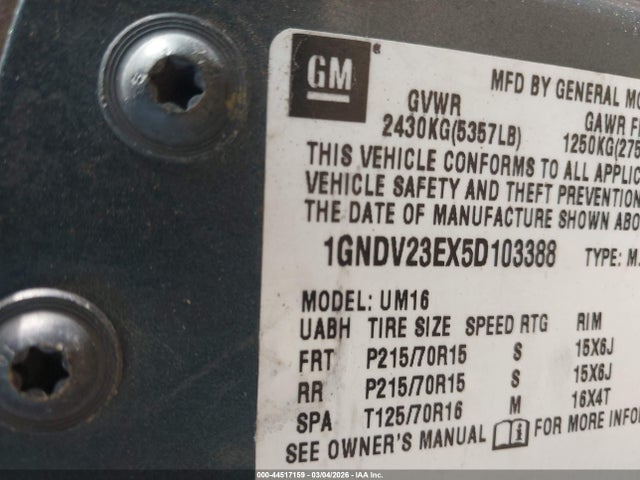 GM ®
MFD BY GENERAL MO
GVWR
2430KG(5357LB)
GAWR F
1250KG(275
THIS VEHICLE CONFORMS TO ALL APPLIC
VEHICLE SAFETY AND THEFT PREVENTION
THE DATE OF MANUFACTURE SHOWN ABO
1GNDV23EX5D103388 TYPE: M.
MODEL: UM16
UABH TIRE SIZE SPEED RTG RIM
FRT P215/70R15 S 15X6J
RR P215/70R15 S 15X6J
SPA T125/70R16 M 16X4T
SEE OWNER'S MANUAL i FOR MORE INFO
000-44517159 - 03/04/2026 - IAAI.COM